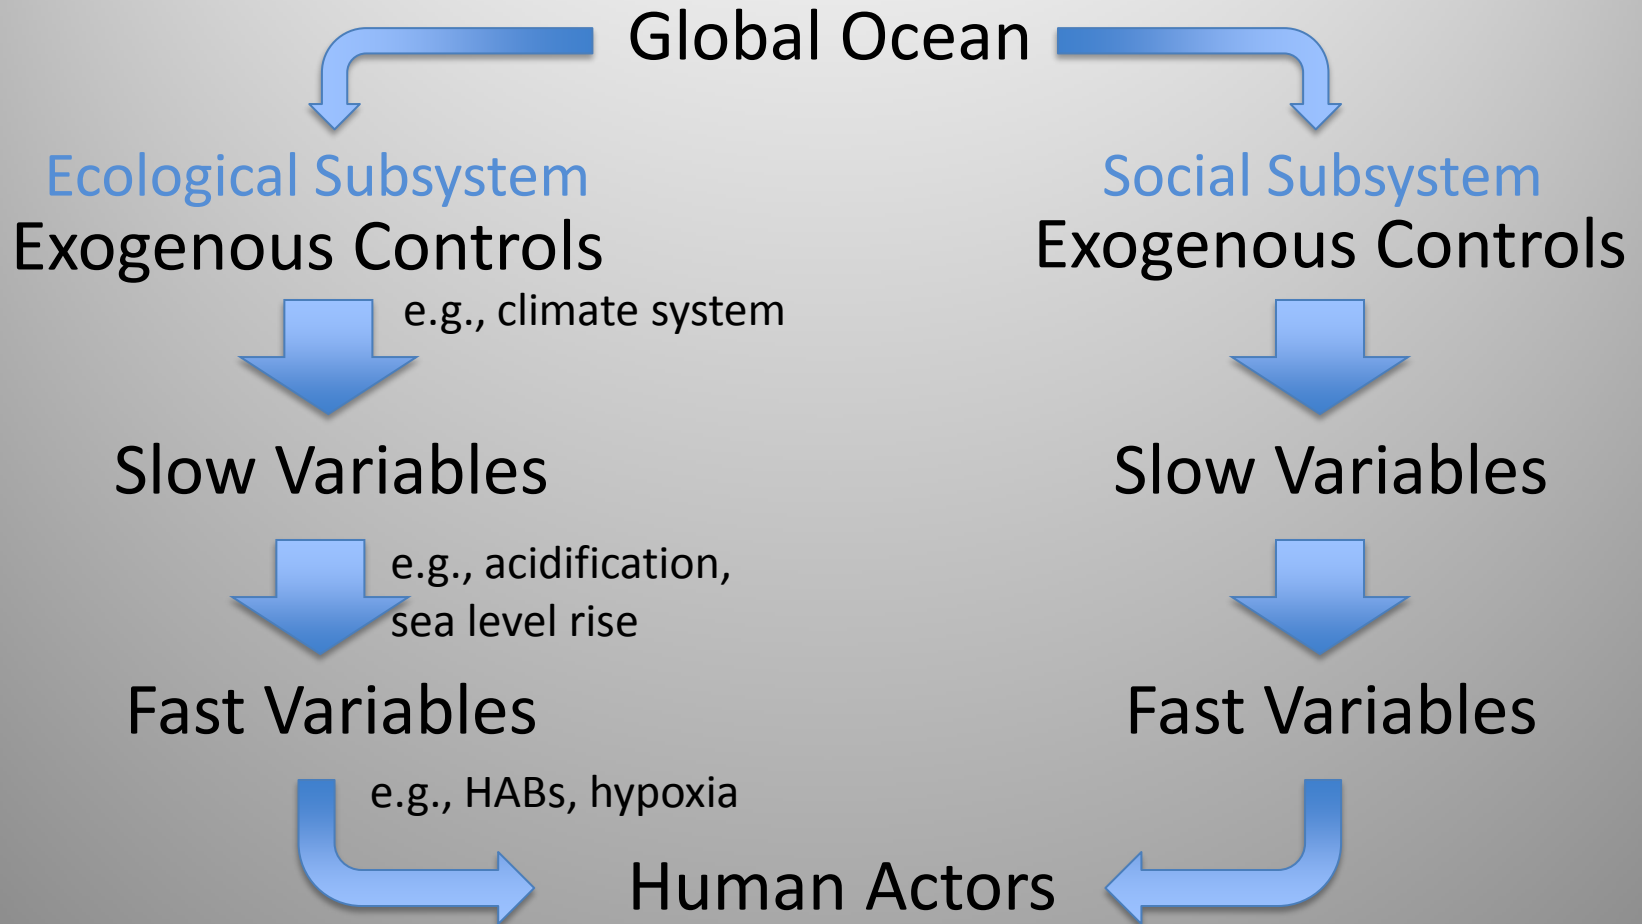 Global Ocean
Ecological Subsystem
Exogenous Controls
e.g., climate system
Slow Variables
e.g., acidification,
sea level rise
Fast Variables
e.g., HABs, hypoxia
Social Subsystem
Exogenous Controls
Slow Variables
Fast Variables
Human Actors